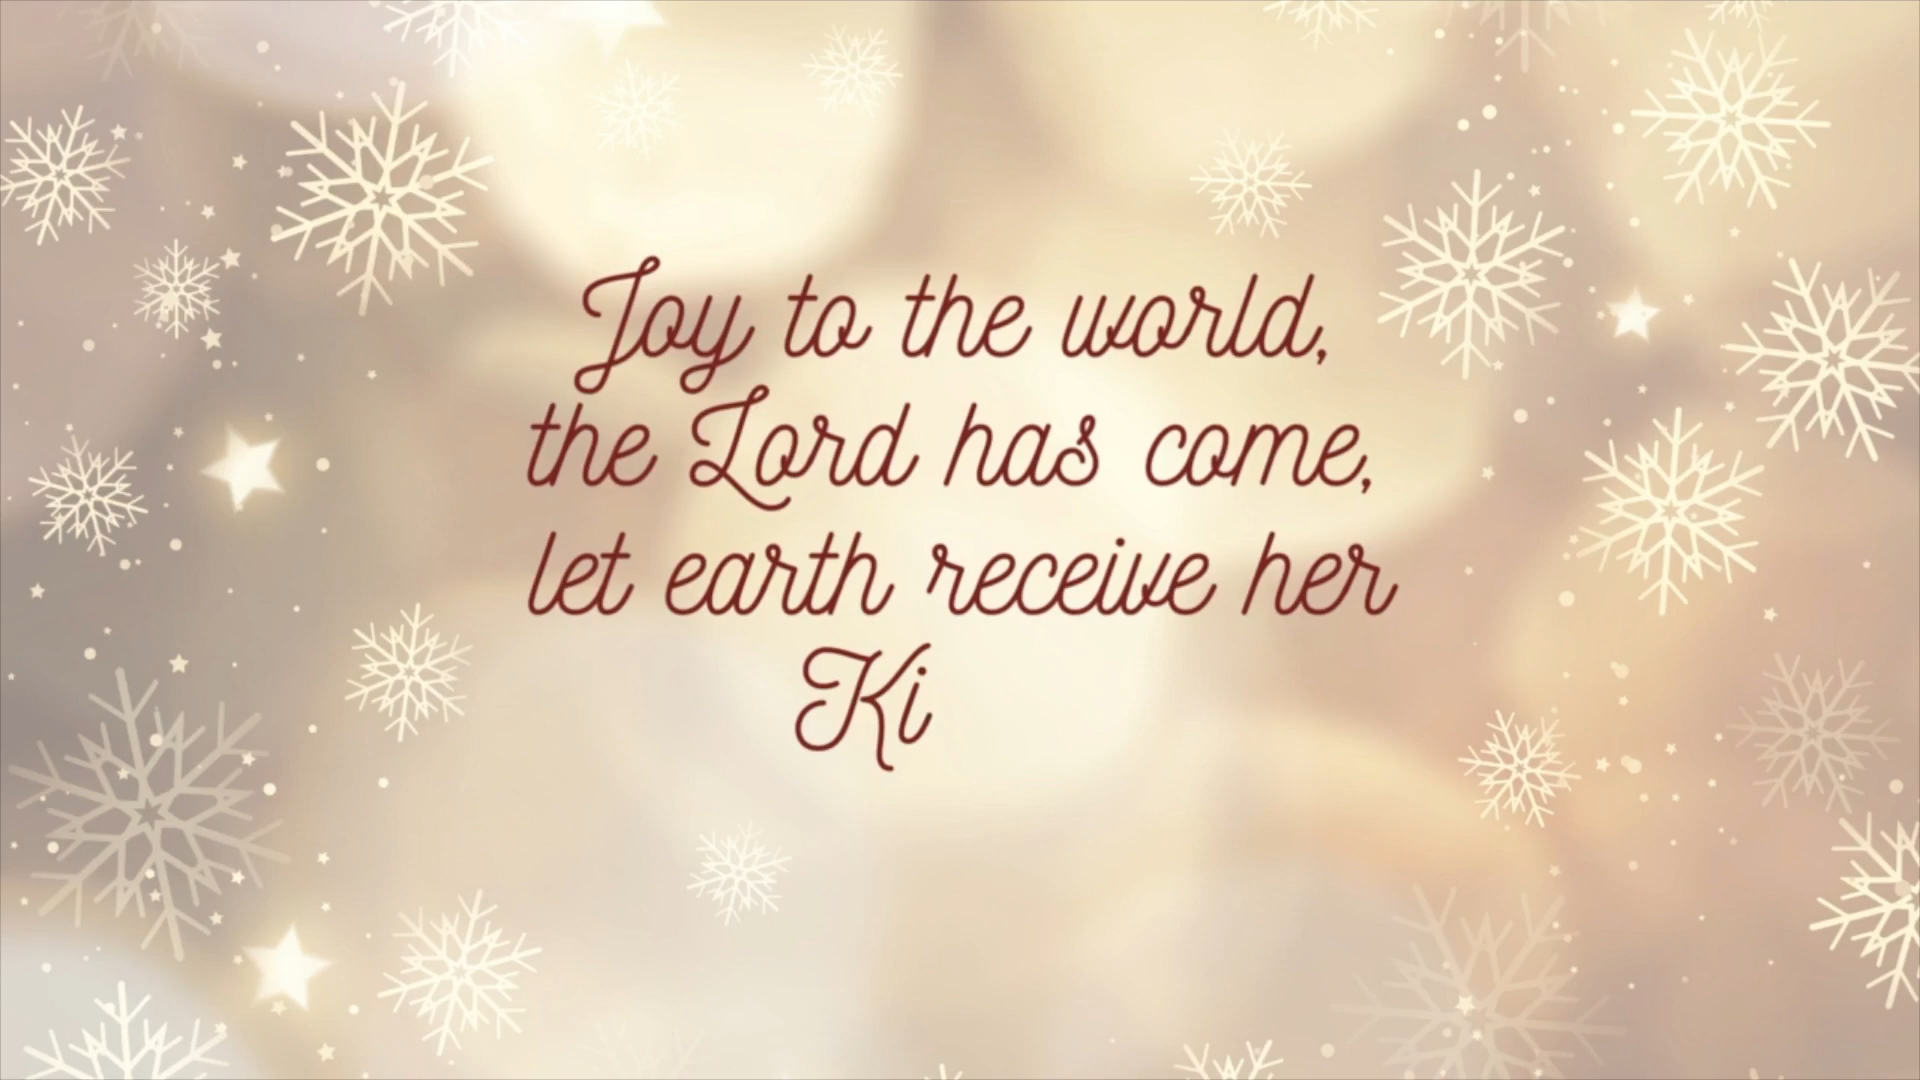 Joy to the world,
the Lord has come,
let earth receive her
Ki